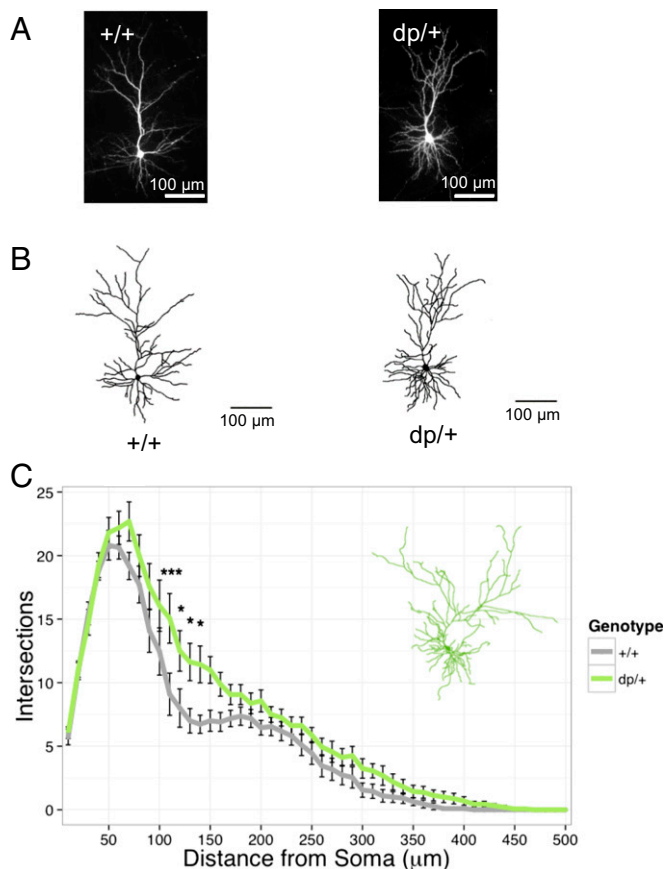 A
+/+
dp/+
100 µm
100 µm
B
100 µm
100 µm
+/+
dp/+
C
25
20
15
10
5
0
***
*
*
*
Intersections
Genotype
+/+
dp/+
50 100 150 200 250 300 350 400 450 500
Distance from Soma (µm)